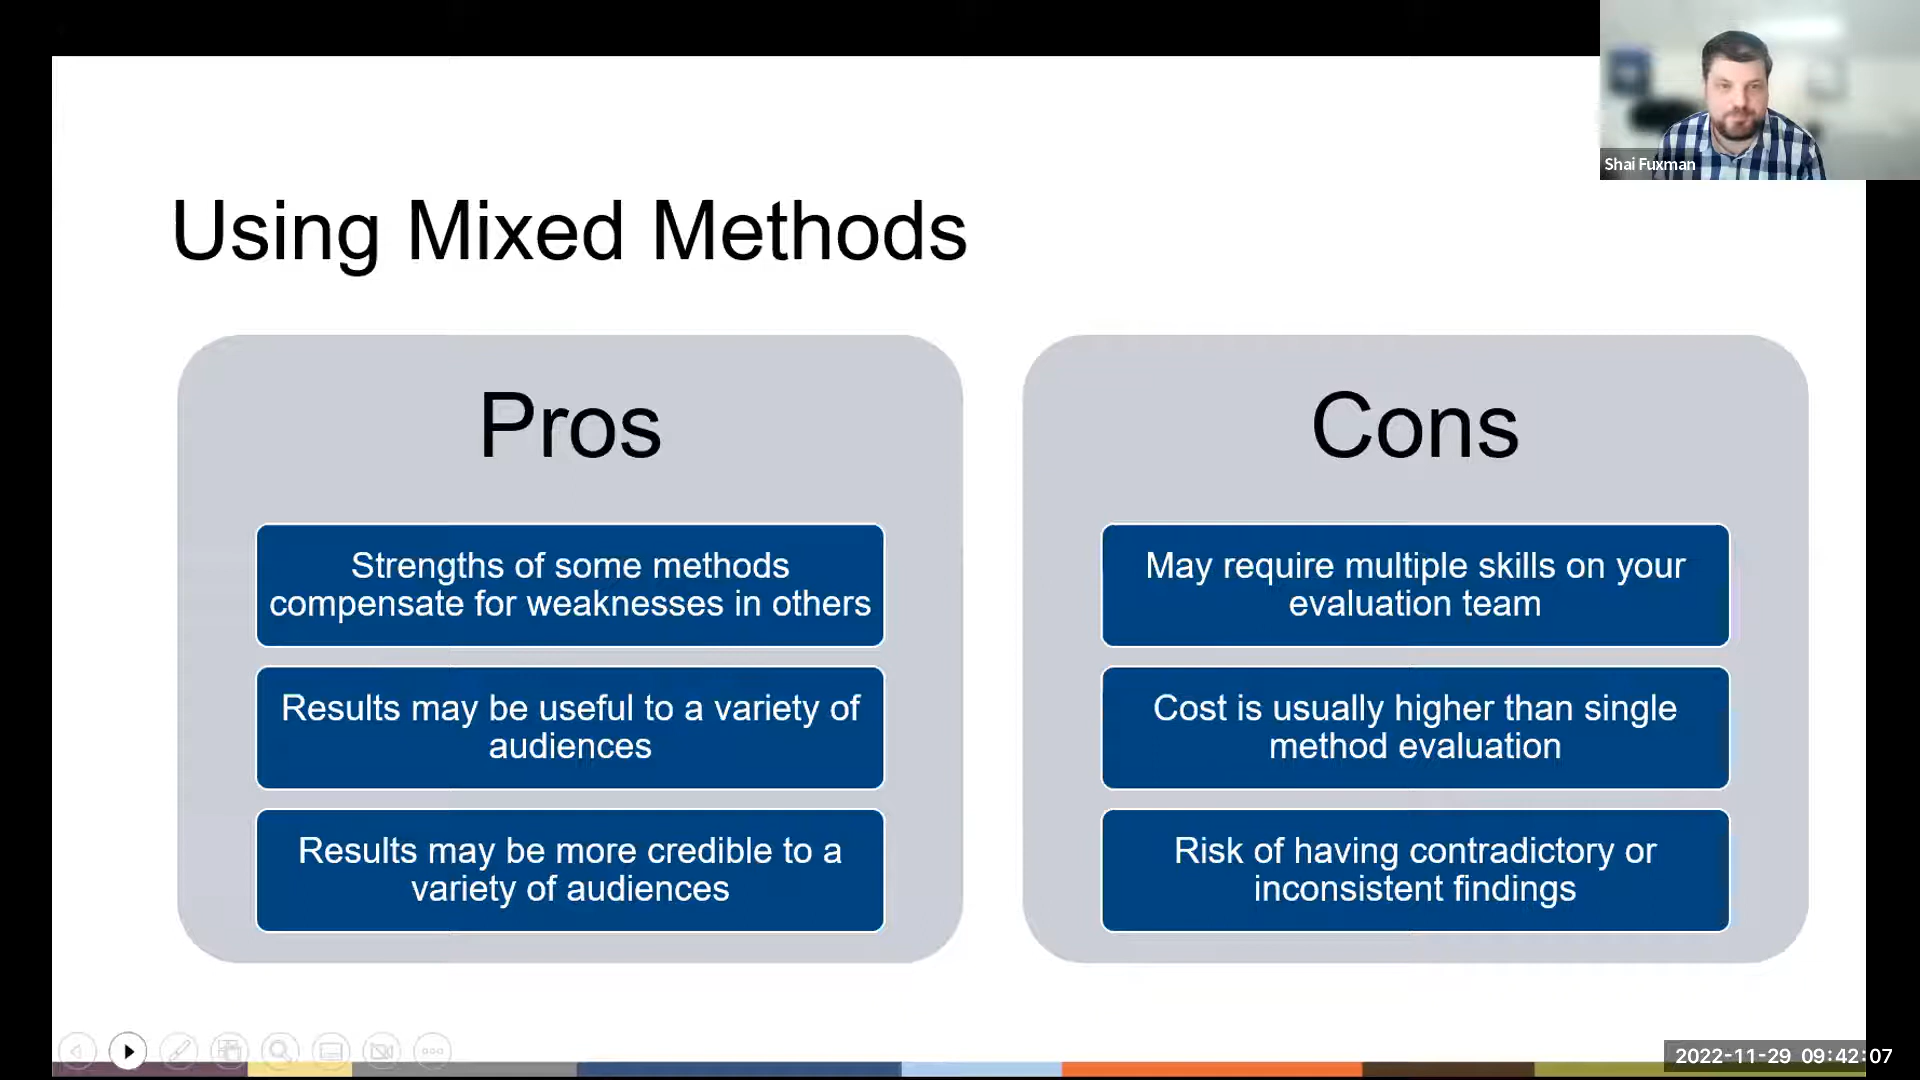 Shai Fuxman
Using Mixed Methods
Pros
Strengths of some methods
compensate for weaknesses in others
Results may be useful to a variety of
audiences
Results may be more credible to a
variety of audiences
Cons
May require multiple skills on your
evaluation team
Cost is usually higher than single
method evaluation
Risk of having contradictory or
inconsistent findings
2022-11-29 09:42:07